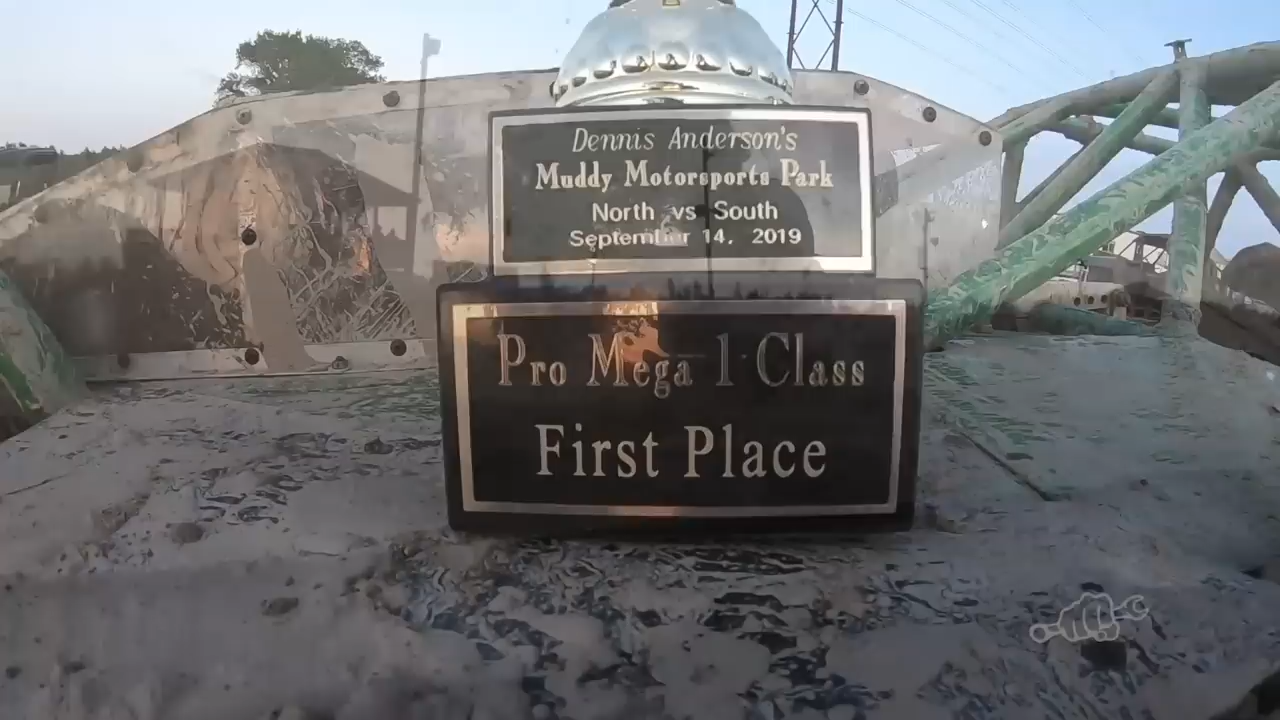 Dennis Anderson's
Muddy Motorsports Park
North vs South
September 14, 2019
Pro Mega 1 Class
First Place